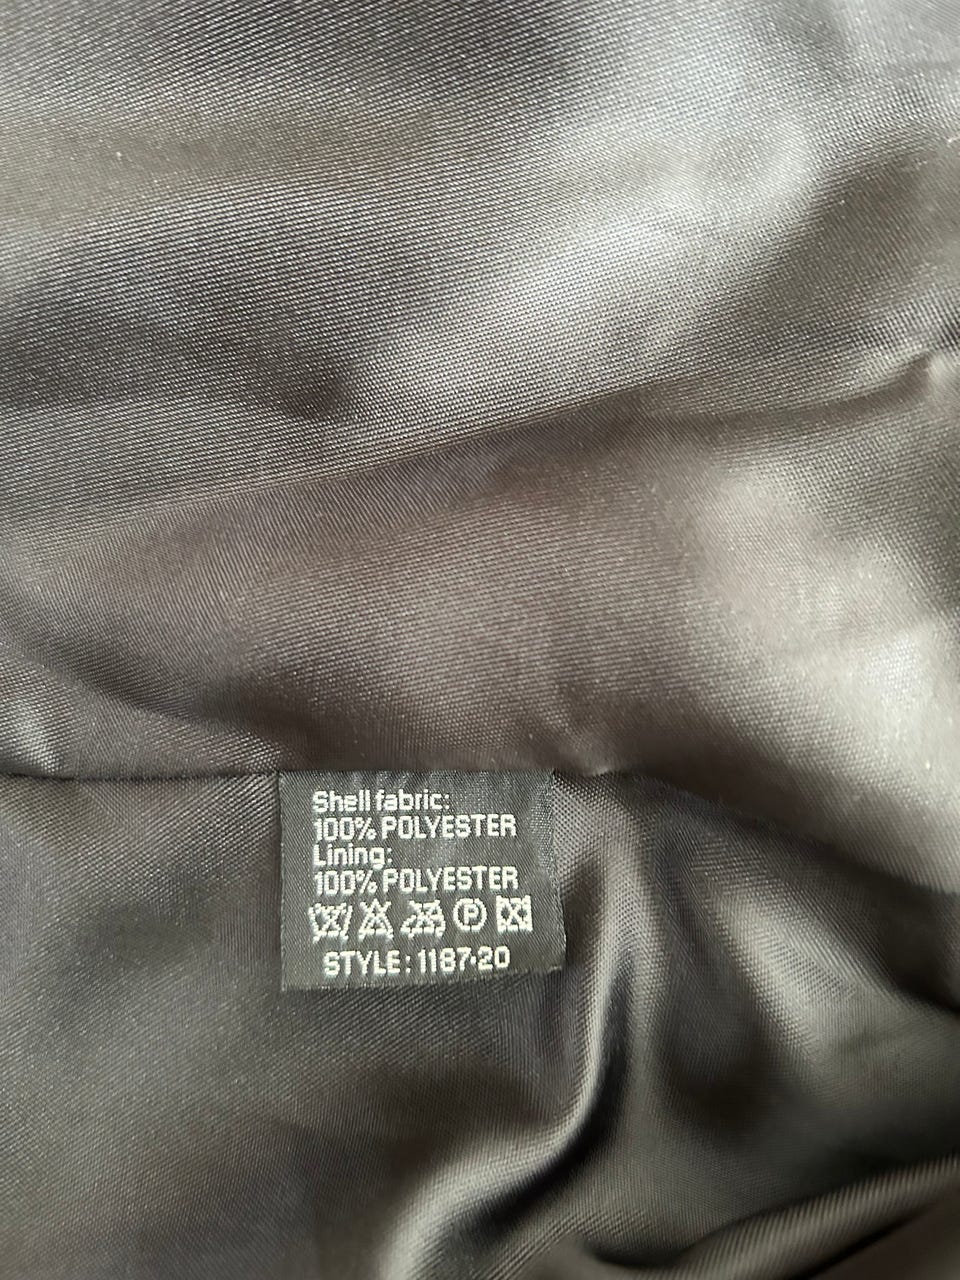 Shell fabric:
100% POLYESTER
Lining:
100% POLYESTER
P
STYLE: 1187-20